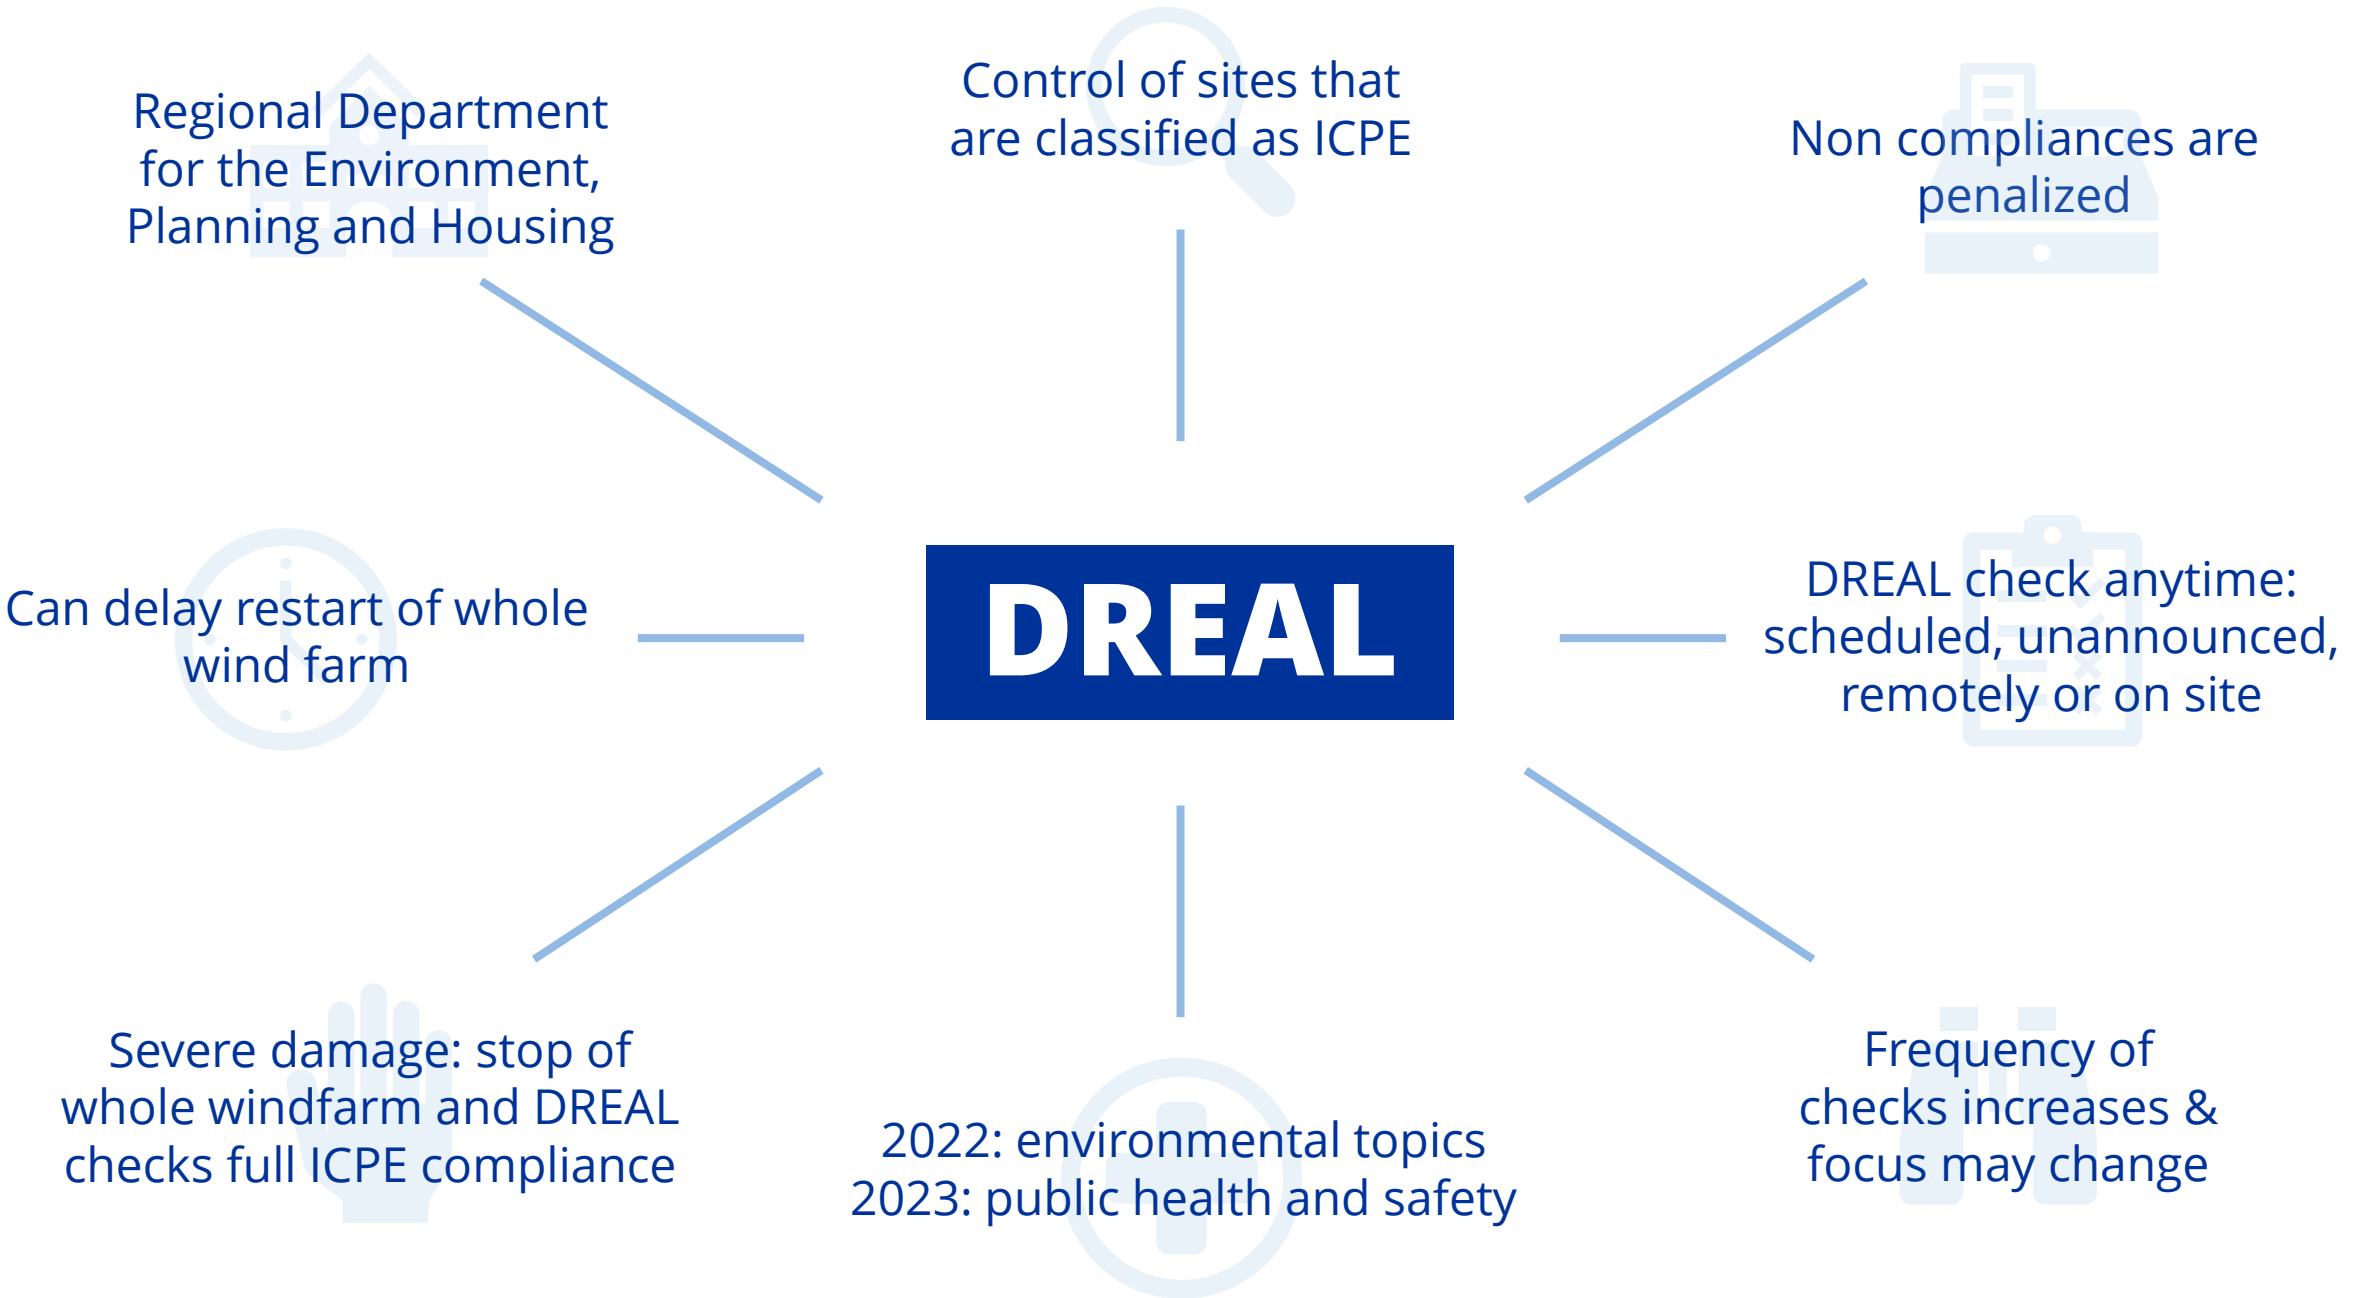 Regional Department
for the Environment,
Planning and Housing
Control of sites that
are classified as ICPE
Non compliances are
penalized
Can delay restart of whole
wind farm
DREAL
DREAL check anytime:
scheduled, unannounced,
remotely or on site
Severe damage: stop of
whole windfarm and DREAL
checks full ICPE compliance
2022: environmental topics
2023: public health and safety
Frequency of
checks increases &
focus may change